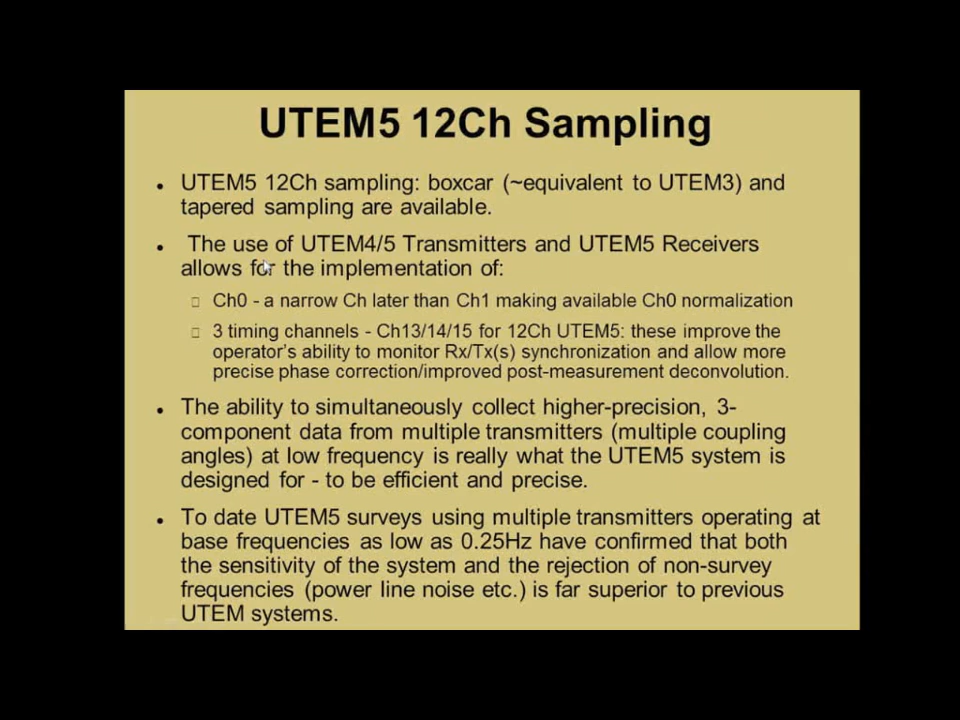 UTEM5 12Ch Sampling
• UTEM5 12Ch sampling: boxcar (~equivalent to UTEM3) and
tapered sampling are available.
• The use of UTEM4/5 Transmitters and UTEM5 Receivers
allows for the implementation of:
Ch0 - a narrow Ch later than Ch1 making available Ch0 normalization
3 timing channels - Ch13/14/15 for 12Ch UTEM5: these improve the
operator's ability to monitor Rx/Tx(s) synchronization and allow more
precise phase correction/improved post-measurement deconvolution.
• The ability to simultaneously collect higher-precision, 3-
component data from multiple transmitters (multiple coupling
angles) at low frequency is really what the UTEM5 system is
designed for - to be efficient and precise.
• To date UTEM5 surveys using multiple transmitters operating at
base frequencies as low as 0.25Hz have confirmed that both
the sensitivity of the system and the rejection of non-survey
frequencies (power line noise etc.) is far superior to previous
UTEM systems.